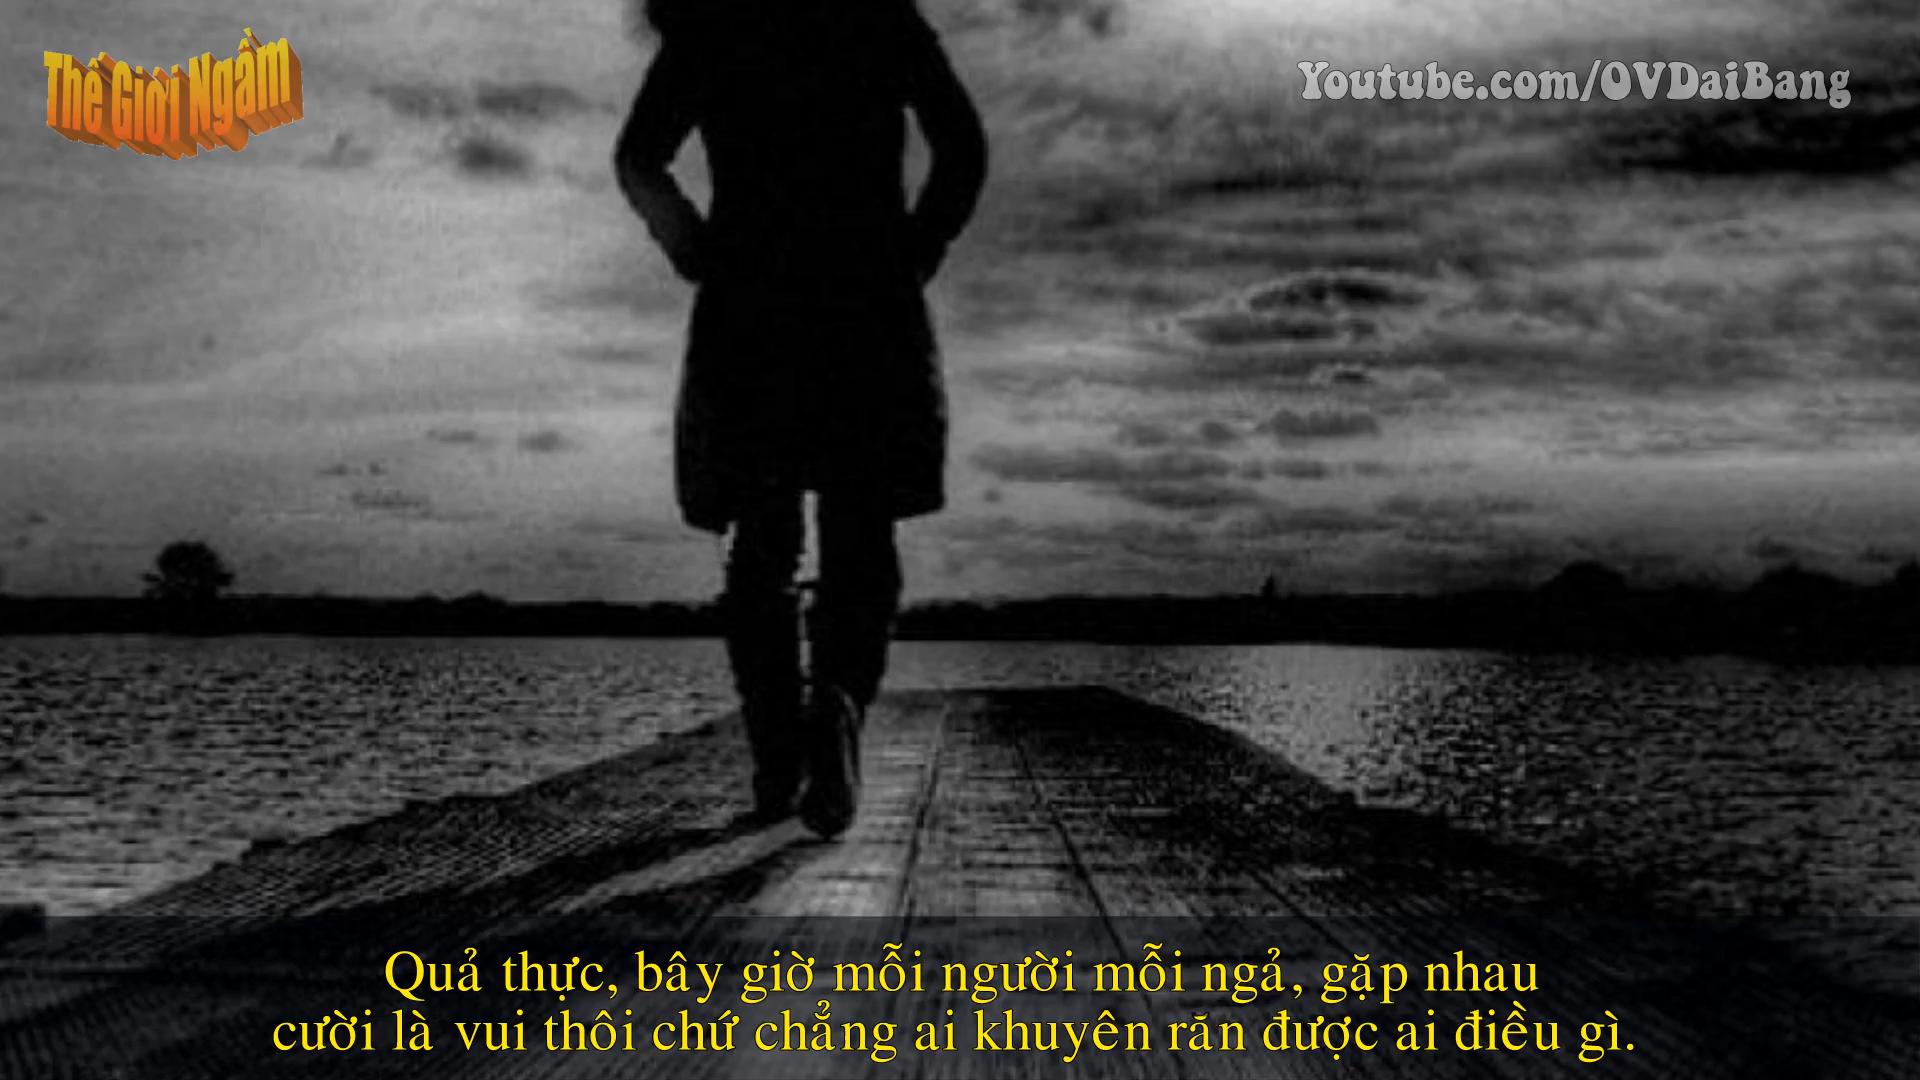 Thế Giới Ngầm
Youtube.com/OVDaiBang
Quả thực, bây giờ mỗi người mỗi ngả, gặp nhau
cười là vui thôi chứ chẳng ai khuyên răn được ai điều gì.